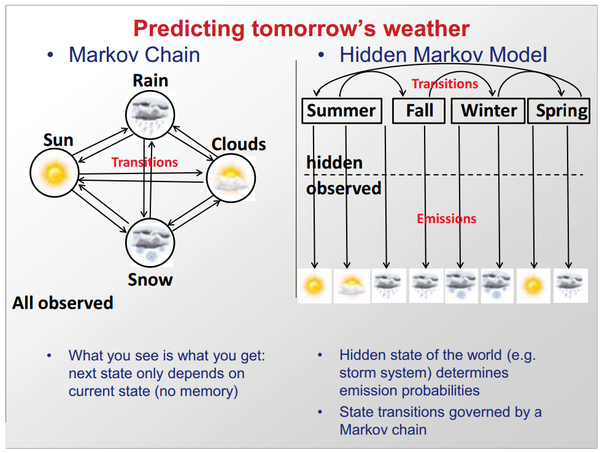 Predicting tomorrow's weather
• Markov Chain
Rain
Sun
Clouds
Transitions
Snow
All observed
• What you see is what you get:
next state only depends on
current state (no memory)
• Hidden Markov Model
Transitions
Summer Fall Winter Spring
hidden
observed
Emissions
• Hidden state of the world (e.g.
storm system) determines
emission probabilities
• State transitions governed by a
Markov chain